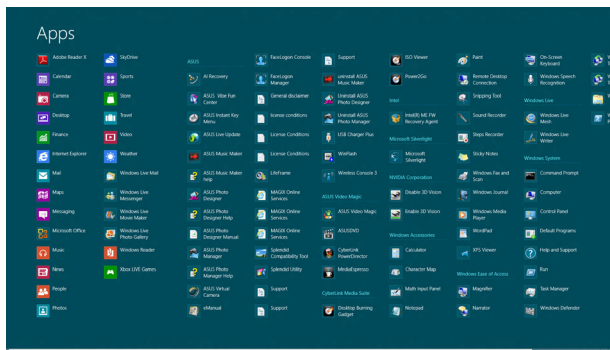 Apps
Adobe Reader X
Calendar
Camera
Desktop
Finance
Internet Explorer
Mail
Maps
Messaging
Microsoft Office
Music
News
People
Photos
SkyDrive
Sports
Store
Travel
Video
Weather
Windows Live Mail
Windows Live
Messenger
Windows Live
Movie Maker
Windows Live
Photo Gallery
Windows Reader
Xbox LIVE Games
ASUS
AI Recovery
ASUS Vibe Fun
Center
ASUS Instant Key
Menu
ASUS Live Update
ASUS Music Maker
ASUS Music Maker
help
ASUS Photo
Designer
ASUS Photo
Designer Help
ASUS Photo
Designer Manual
ASUS Photo
Manager
ASUS Photo
Manager Help
ASUS Virtual
Camera
eManual
FaceLogon Console
FaceLogon
Manager
General disclaimer
license conditions
License Conditions
License Conditions
LifeFrame
MAGIX Online
Services
MAGIX Online
Services
MAGIX Online
Services
Splendid
Compatibility Tool
Splendid Utility
Support
Support
Support
uninstall ASUS
Music Maker
Uninstall ASUS
Photo Designer
Uninstall ASUS
Photo Manager
USB Charger Plus
WinFlash
Wireless Console 3
ASUS Video Magic
ASUS Video Magic
ASUSDVD
CyberLink
PowerDirector
MediaEspresso
CyberLink Media Suite
Desktop Burning
Gadget
ISO Viewer
Power2Go
Intel
Intel(R) ME FW
Recovery Agent
Microsoft Silverlight
Microsoft
Silverlight
NVIDIA Corporation
Disable 3D Vision
Enable 3D Vision
Windows Accessories
Calculator
Character Map
Math Input Panel
Notepad
Paint
Remote Desktop
Connection
Snipping Tool
Sound Recorder
Steps Recorder
Sticky Notes
Windows Fax and
Scan
Windows Journal
Windows Media
Player
WordPad
XPS Viewer
Windows Ease of Access
Magnifier
Narrator
On-Screen
Keyboard
Windows Speech
Recognition
Windows Live
Windows Live
Mesh
Windows Live
Writer
Windows System
Command Prompt
Computer
Control Panel
Default Programs
Help and Support
Run
Task Manager
Windows Defender